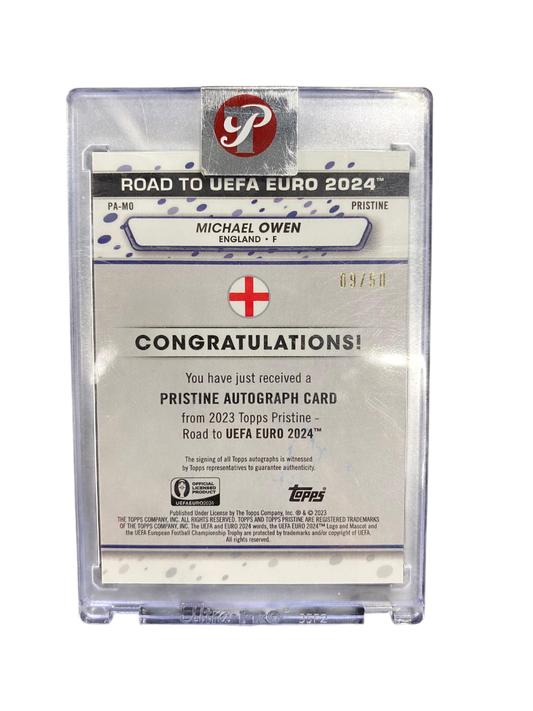 P
ROAD TO UEFA EURO 2024™
PA-MO
PRISTINE
MICHAEL OWEN
ENGLAND • F
09/50
CONGRATULATIONS!
You have just received a
PRISTINE AUTOGRAPH CARD
from 2023 Topps Pristine –
Road to UEFA EURO 2024™
The signing of all Topps autographs is witnessed
by Topps representatives to guarantee authenticity.
OFFICIAL
LICENSED
PRODUCT
UEFA EURO2024
Topps
Published Under License by The Topps Company, Inc. ® & © 2023
THE TOPPS COMPANY, INC. ALL RIGHTS RESERVED. TOPPS AND TOPPS PRISTINE ARE REGISTERED TRADEMARKS
OF THE TOPPS COMPANY, INC. The UEFA and EURO 2024 words, the UEFA EURO 2024™ Logo and Mascot and
the UEFA European Football Championship Trophy are protected by trademarks and/or copyright of UEFA.
All rights reserved.
Ultra PRO